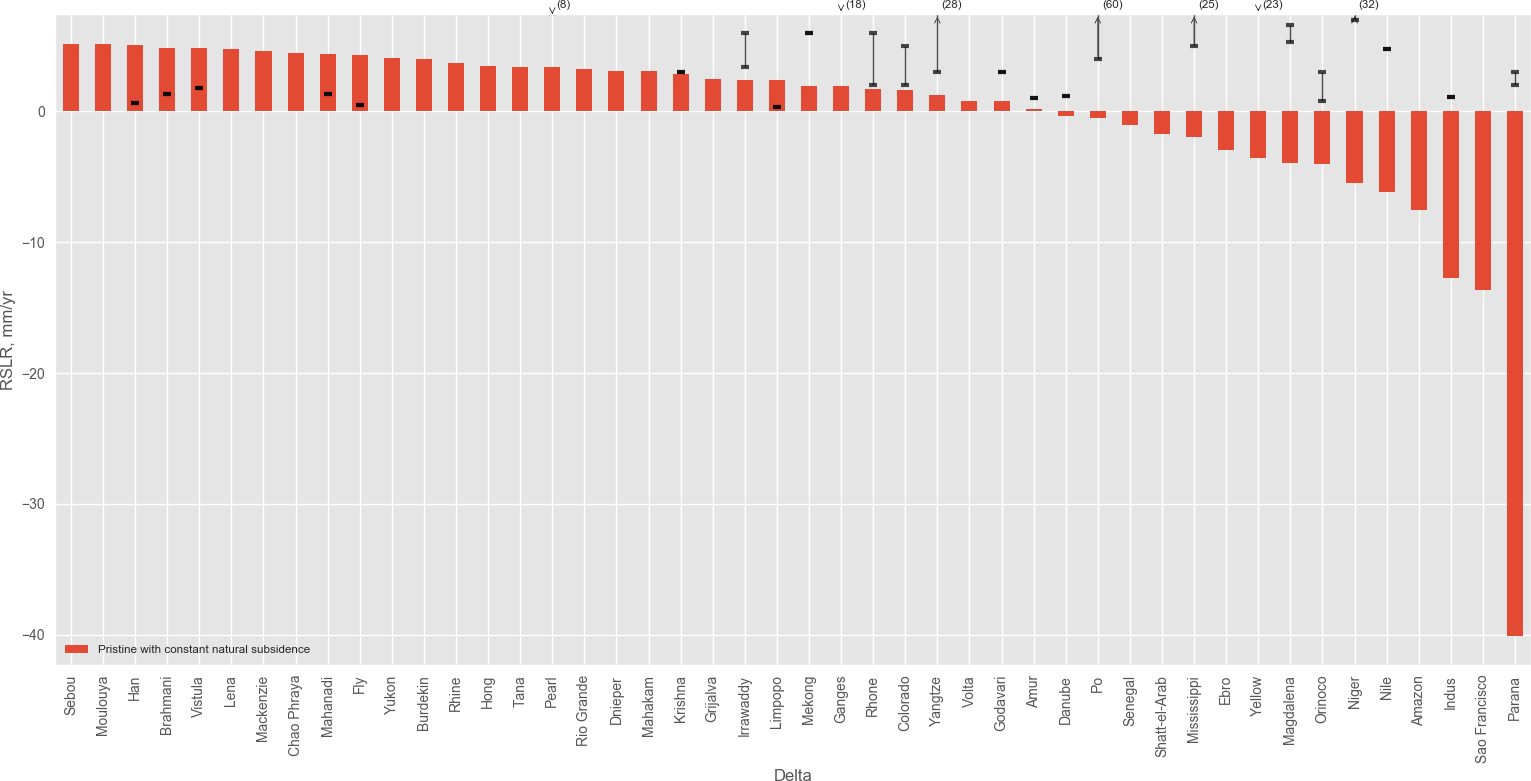 (8)
(18)
(28)
(60)
(25)
(23)
(32)
0
−10
−20
−30
−40
RSLR, mm/yr
Pristine with constant natural subsidence
Sebou
Moulouya
Han
Brahmani
Vistula
Lena
Mackenzie
Chao Phraya
Mahanadi
Fly
Yukon
Burdekin
Rhine
Hong
Tana
Pearl
Rio Grande
Dnieper
Mahakam
Krishna
Grijalva
Irrawaddy
Limpopo
Mekong
Ganges
Rhone
Colorado
Yangtze
Volta
Godavari
Amur
Danube
Po
Senegal
Shatt-el-Arab
Mississippi
Ebro
Yellow
Magdalena
Orinoco
Niger
Nile
Amazon
Indus
Sao Francisco
Parana
Delta